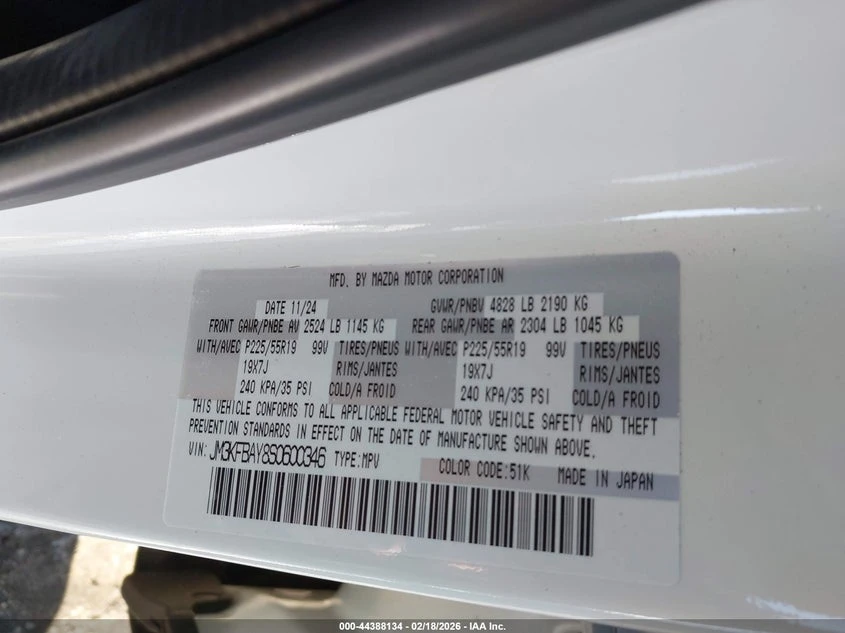 MFD. BY MAZDA MOTOR CORPORATION
DATE 11/24 GVWR/PNBV 4828 LB 2190 KG
FRONT GAWR/PNBE AV 2524 LB 1145 KG REAR GAWR/PNBE AR 2304 LB 1045 KG
WITH/AVEC P225/55R19 99V TIRES/PNEUS WITH/AVEC P225/55R19 99V TIRES/PNEUS
19X7J RIMS/JANTES 19X7J RIMS/JANTES
240 KPA/35 PSI COLD/A FROID 240 KPA/35 PSI COLD/A FROID
THIS VEHICLE CONFORMS TO ALL APPLICABLE FEDERAL MOTOR VEHICLE SAFETY AND THEFT
PREVENTION STANDARDS IN EFFECT ON THE DATE OF MANUFACTURE SHOWN ABOVE.
VIN: JM3KFBAY8S0600346 TYPE:MPV COLOR CODE:51K MADE IN JAPAN
000-44388134 - 02/18/2026 - IAA Inc.